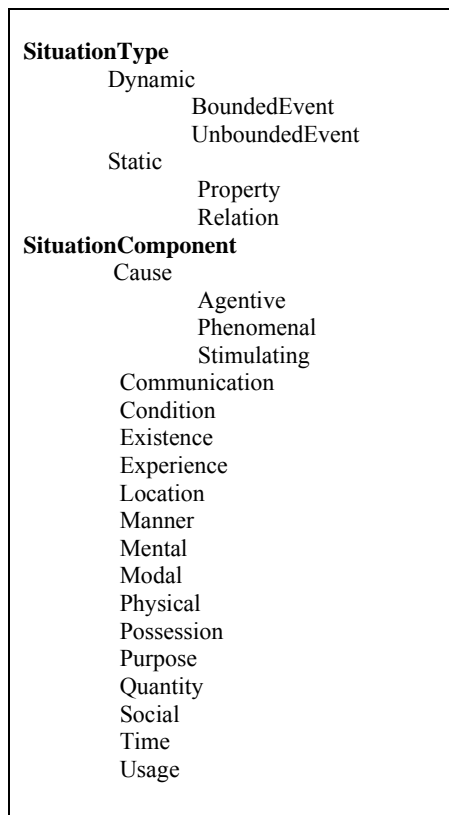 SituationType
Dynamic
BoundedEvent
UnboundedEvent
Static
Property
Relation
SituationComponent
Cause
Agentive
Phenomenal
Stimulating
Communication
Condition
Existence
Experience
Location
Manner
Mental
Modal
Physical
Possession
Purpose
Quantity
Social
Time
Usage